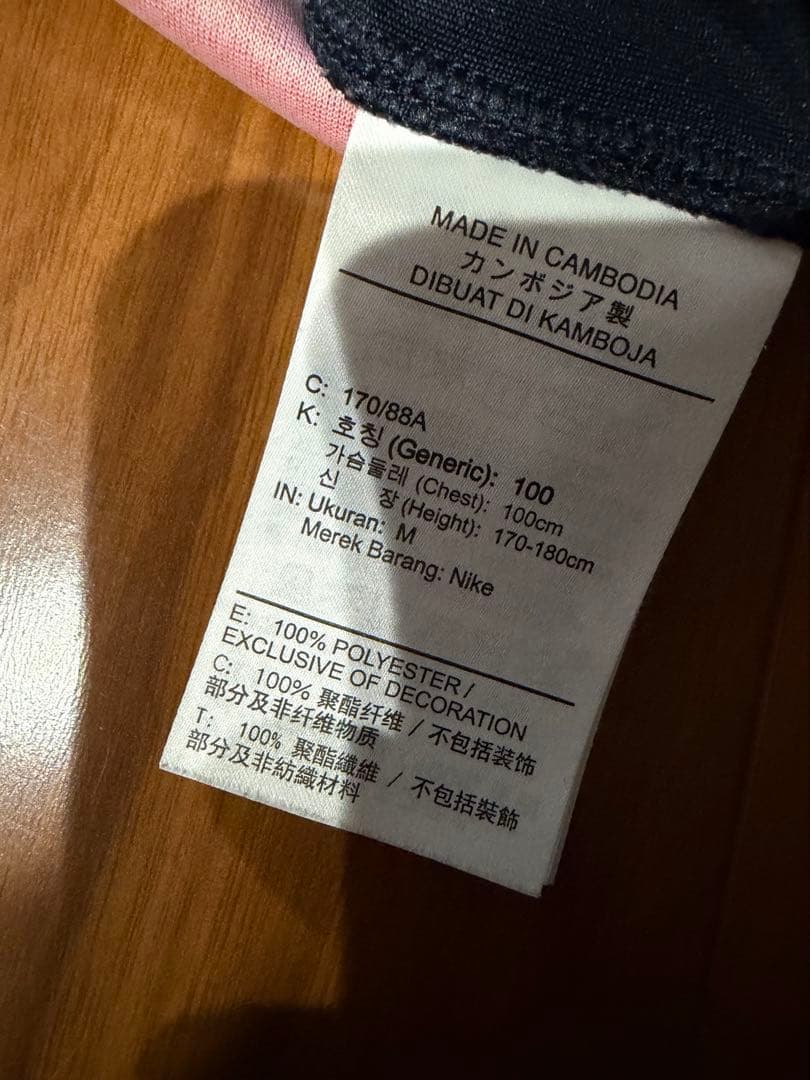 MADE IN CAMBODIA
カンボジア製
DIBUAT DI KAMBOJA
C: 170/88A
K: 호칭 (Generic): 100
가슴둘레 (Chest): 100cm
신 장 (Height): 170-180cm
IN: Ukuran: M
Merek Barang: Nike
E: 100% POLYESTER /
EXCLUSIVE OF DECORATION
C: 100% 聚酯纤维 / 不包括装饰
部分及非纤维物质
T: 100% 聚酯纖維 / 不包括裝飾
部分及非紡織材料